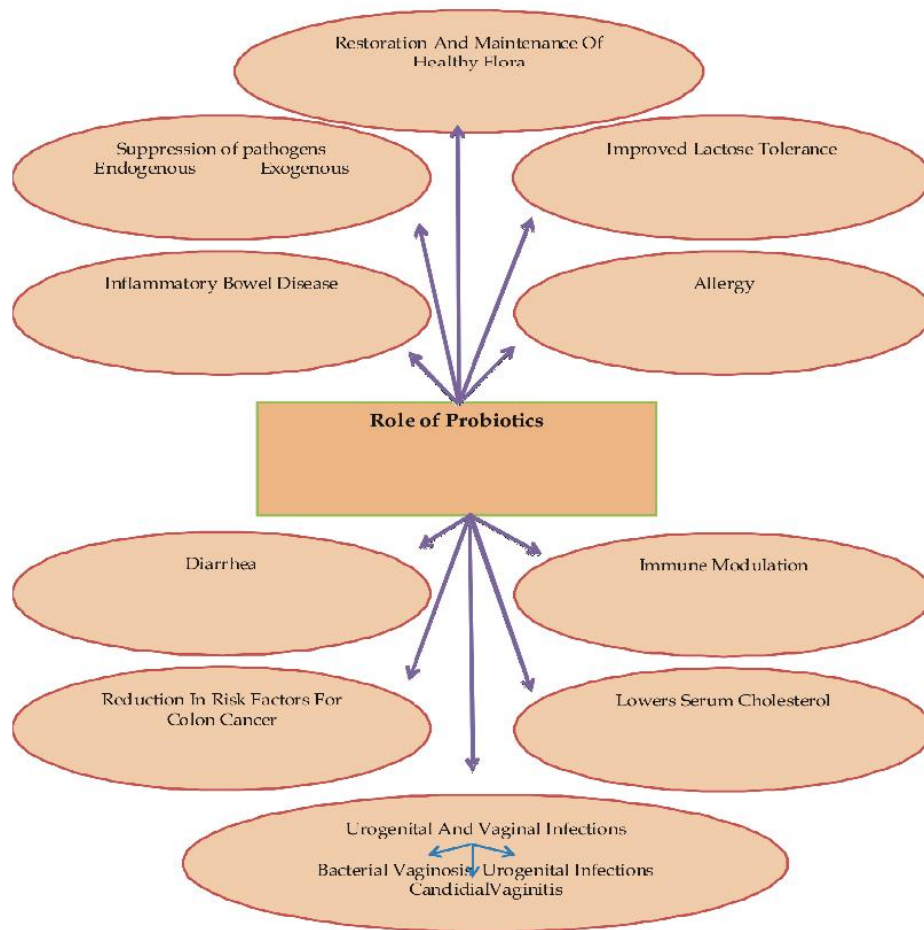 Restoration And Maintenance Of
Healthy Flora
Suppression of pathogens
Endogenous Exogenous
Improved Lactose Tolerance
Inflammatory Bowel Disease
Allergy
Role of Probiotics
Diarrhea
Immune Modulation
Reduction In Risk Factors For
Colon Cancer
Lowers Serum Cholesterol
Urogenital And Vaginal Infections
Bacterial Vaginosis Urogenital Infections
CandidialVaginitis